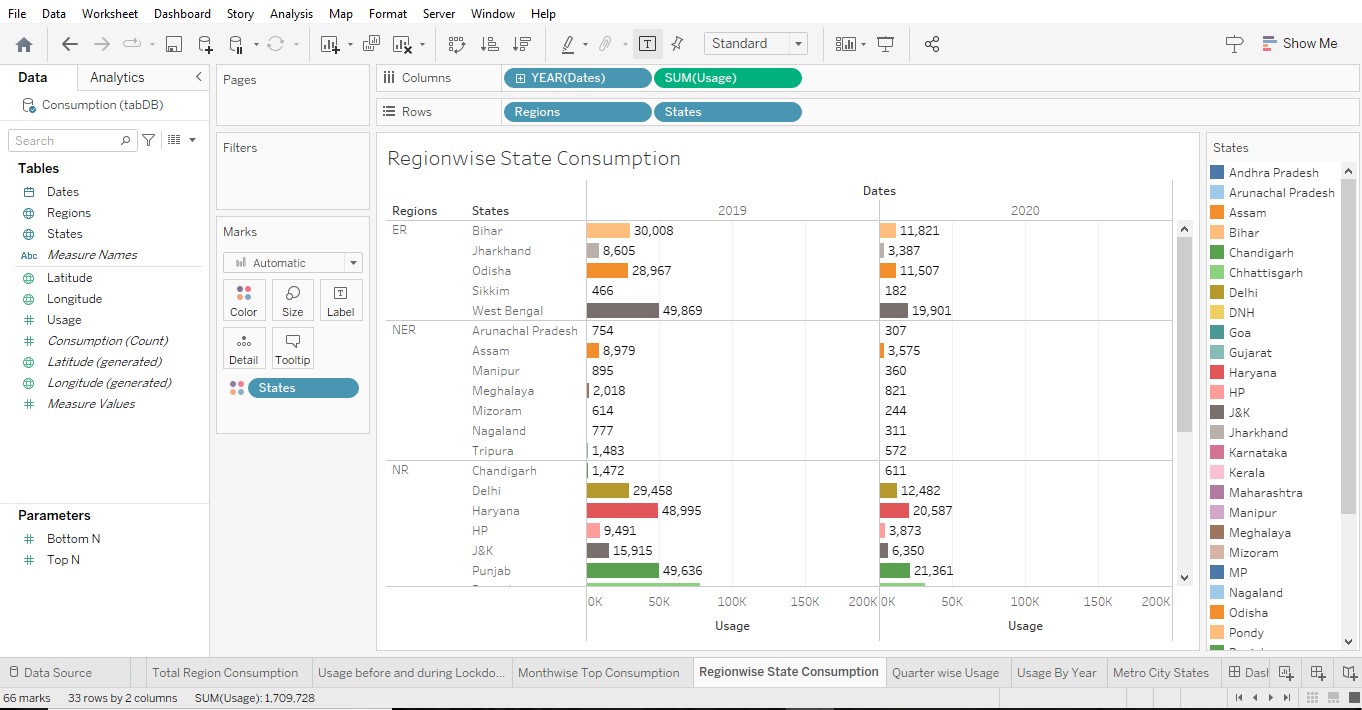 File Data Worksheet Dashboard Story Analysis Map Format Server Window Help
Standard Show Me
Data Analytics
Consumption (tabDB)
Search
Tables
Dates
Regions
States
Abc Measure Names
Latitude
Longitude
Usage
Consumption (Count)
Latitude (generated)
Longitude (generated)
Measure Values
Parameters
Bottom N
Top N
Pages
Filters
Marks
Automatic
Color Size Label
Detail Tooltip
States
Columns YEAR(Dates) SUM(Usage)
Rows Regions States
Regionwise State Consumption
Dates
Regions States 2019 2020
ER Bihar 30,008 11,821
Jharkhand 8,605 3,387
Odisha 28,967 11,507
Sikkim 466 182
West Bengal 49,869 19,901
NER Arunachal Pradesh 754 307
Assam 8,979 3,575
Manipur 895 360
Meghalaya 2,018 821
Mizoram 614 244
Nagaland 777 311
Tripura 1,483 572
NR Chandigarh 1,472 611
Delhi 29,458 12,482
Haryana 48,995 20,587
HP 9,491 3,873
J&K 15,915 6,350
Punjab 49,636 21,361
0K 50K 100K 150K 200K 0K 50K 100K 150K 200K
Usage Usage
States
Andhra Pradesh
Arunachal Pradesh
Assam
Bihar
Chandigarh
Chhattisgarh
Delhi
DNH
Goa
Gujarat
Haryana
HP
J&K
Jharkhand
Karnataka
Kerala
Maharashtra
Manipur
Meghalaya
Mizoram
MP
Nagaland
Odisha
Pondy
Data Source Total Region Consumption Usage before and during Lockdo... Monthwise Top Consumption Regionwise State Consumption Quarter wise Usage Usage By Year Metro City States Dash
66 marks 33 rows by 2 columns SUM(Usage): 1,709,728